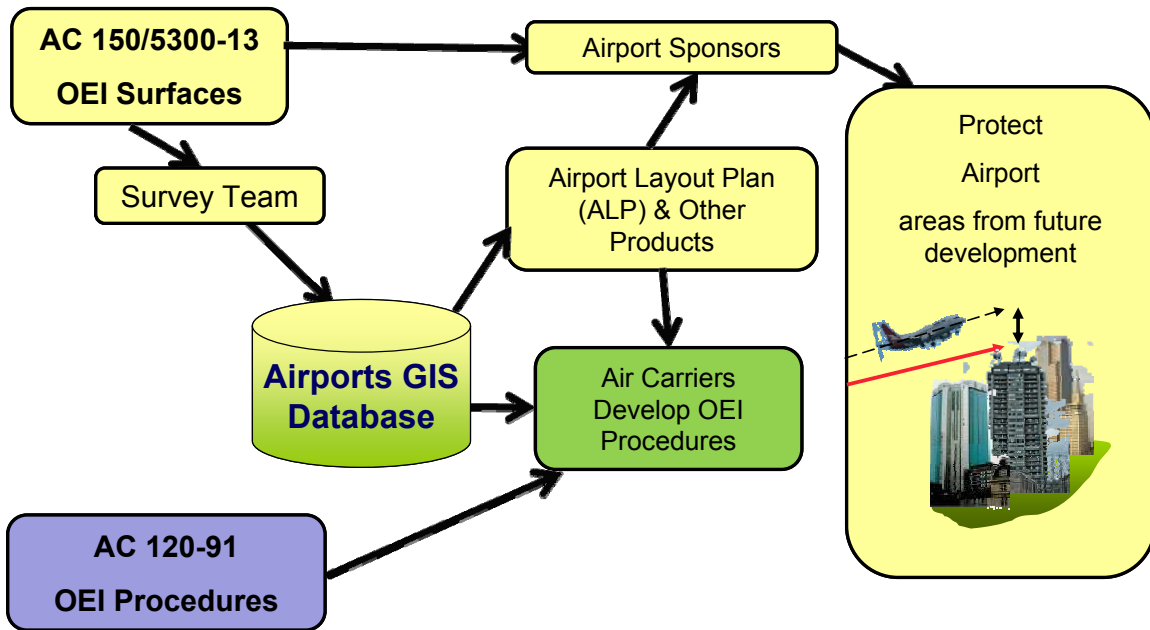 AC 150/5300-13
OEI Surfaces
Airport Sponsors
Protect
Airport
areas from future
development
Survey Team
Airport Layout Plan
(ALP) & Other
Products
Airports GIS
Database
Air Carriers
Develop OEI
Procedures
AC 120-91
OEI Procedures